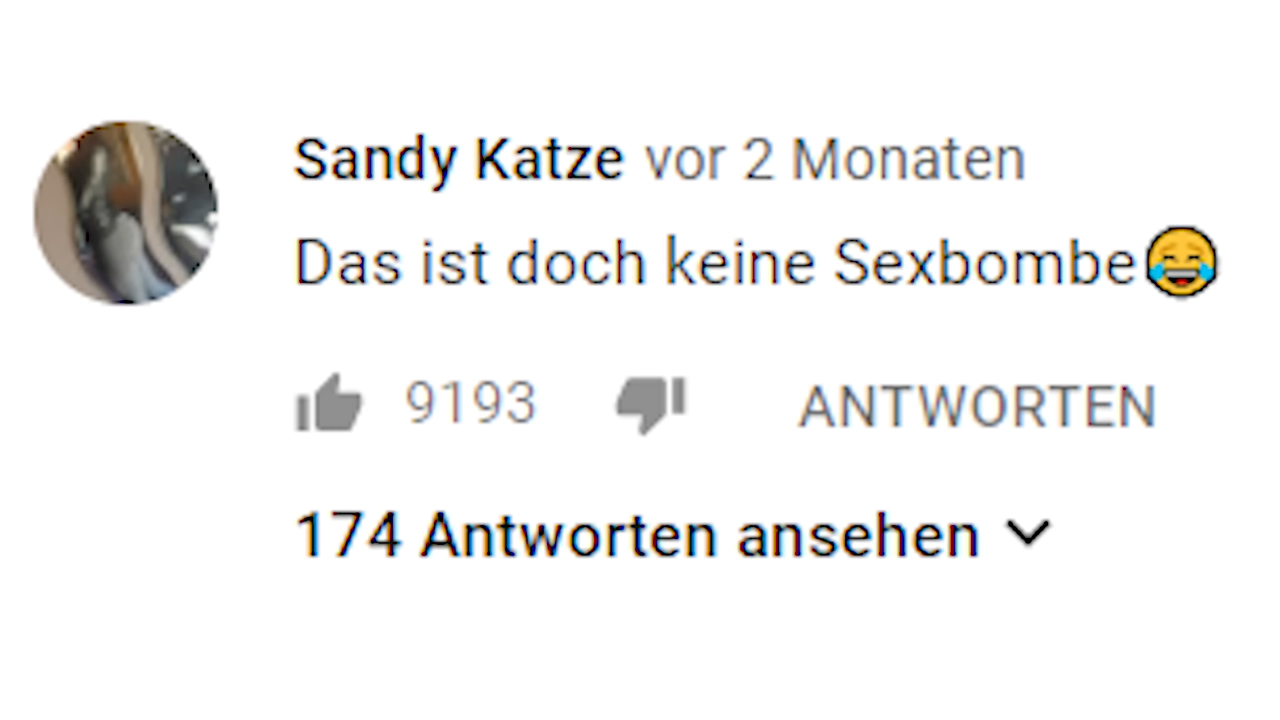 Sandy Katze vor 2 Monaten
Das ist doch keine Sexbombe😂
9193 ANTWORTEN
174 Antworten ansehen